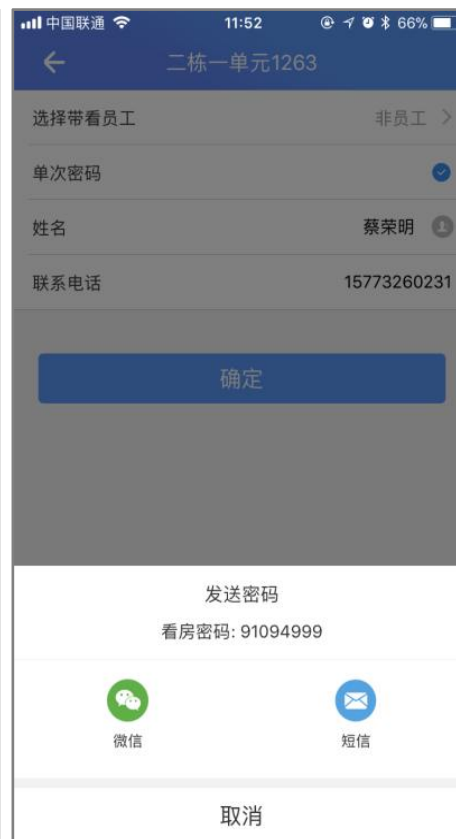 中国联通 11:52 66%
二栋一单元1263
选择带看员工 非员工
单次密码
姓名 蔡荣明
联系电话 15773260231
确定
发送密码
看房密码: 91094999
微信 短信
取消